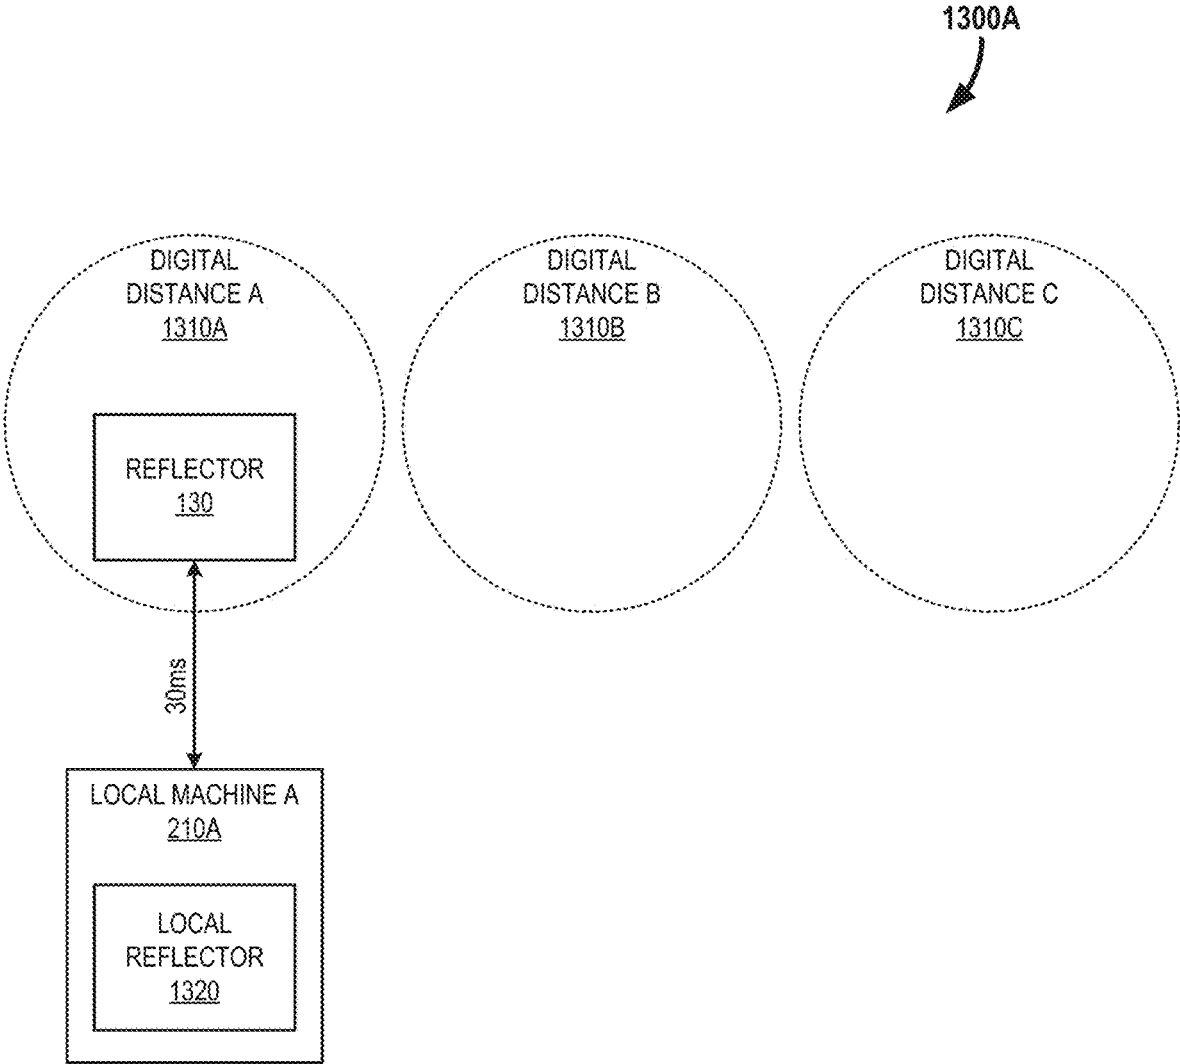 1300A
DIGITAL
DISTANCE A
1310A
DIGITAL
DISTANCE B
1310B
DIGITAL
DISTANCE C
1310C
REFLECTOR
130
30ms
LOCAL MACHINE A
210A
LOCAL
REFLECTOR
1320